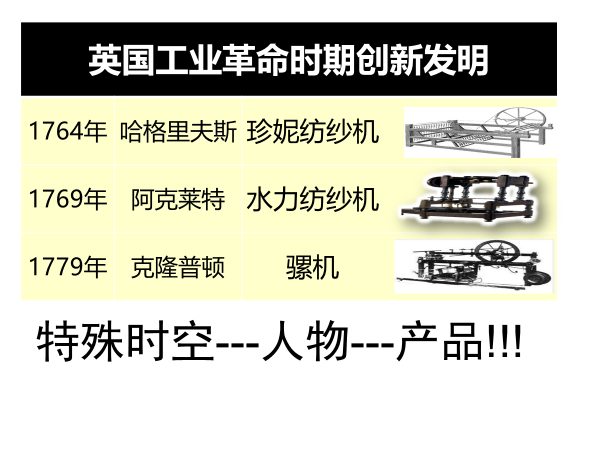 英国工业革命时期创新发明
1764年 哈格里夫斯 珍妮纺纱机
1769年 阿克莱特 水力纺纱机
1779年 克隆普顿 骡机
特殊时空---人物---产品!!!